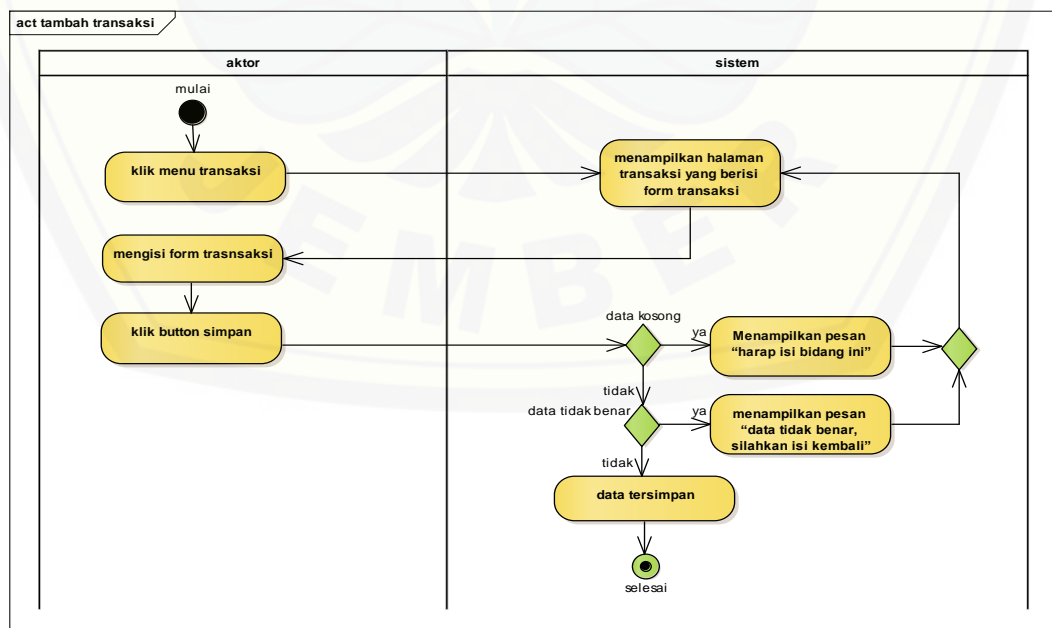 act tambah transaksi
aktor
sistem
mulai
klik menu transaksi
menampilkan halaman
transaksi yang berisi
form transaksi
mengisi form trasnsaksi
klik button simpan
data kosong
ya
Menampilkan pesan
“harap isi bidang ini”
tidak
data tidak benar
ya
menampilkan pesan
“data tidak benar,
silahkan isi kembali”
tidak
data tersimpan
selesai
JEMBER